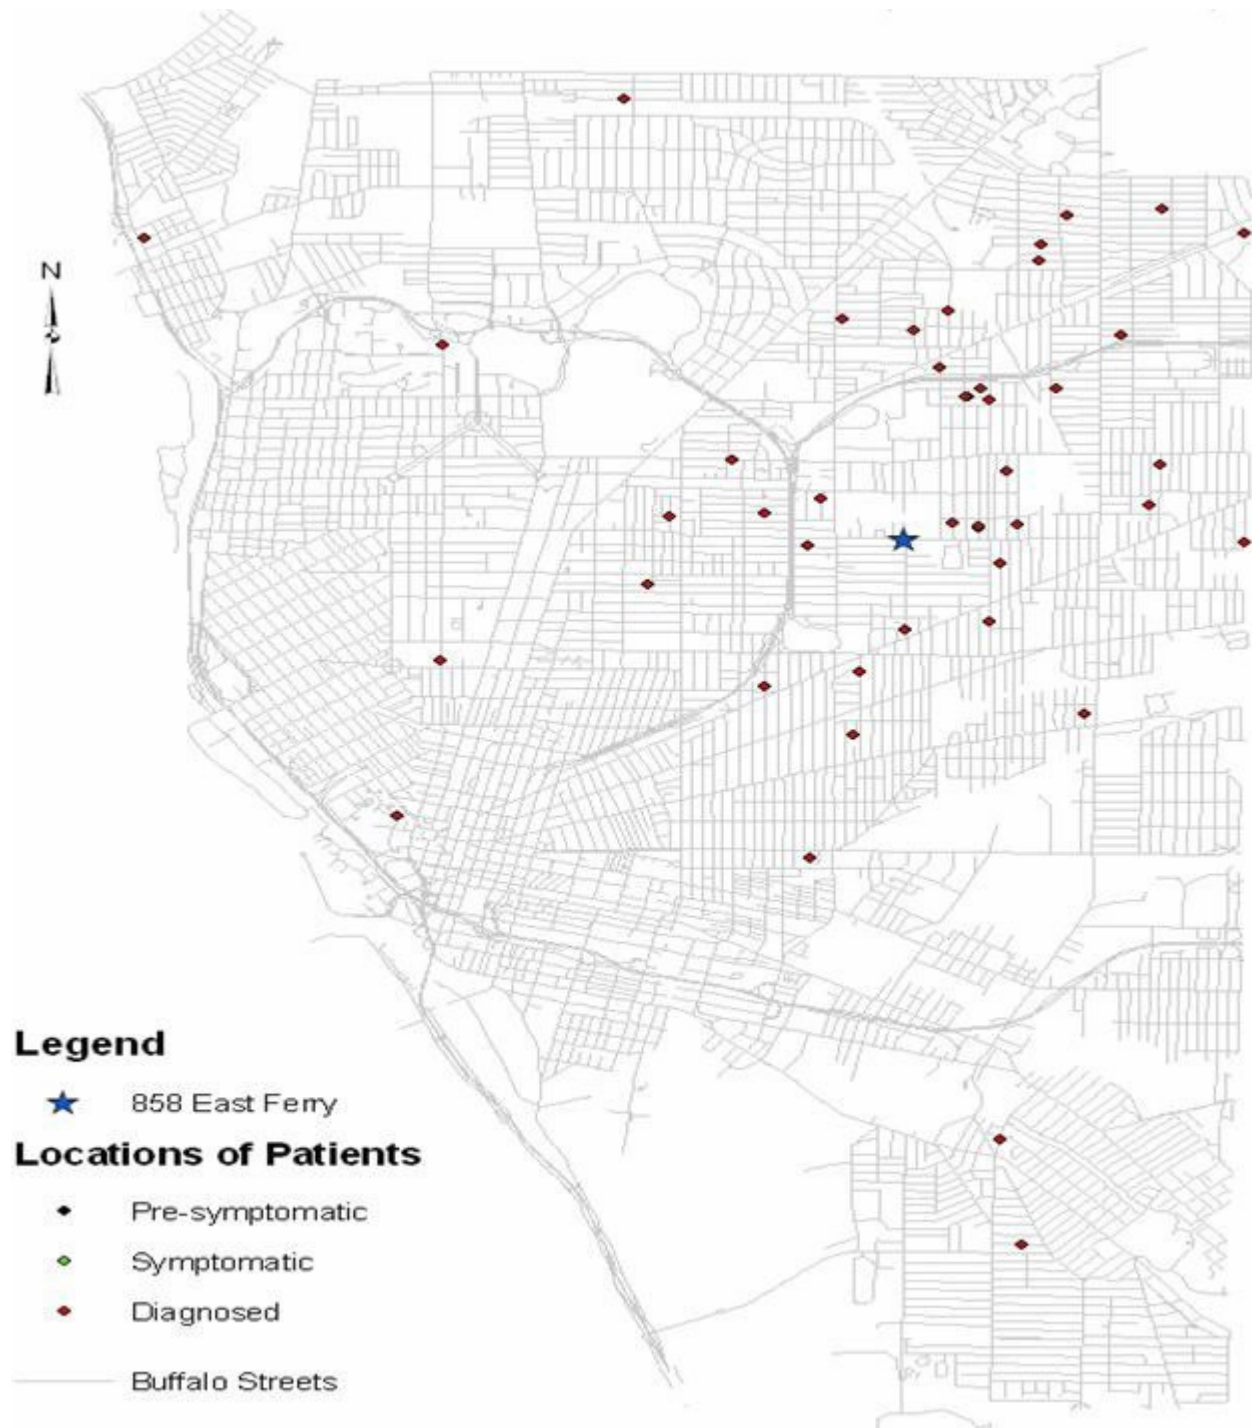 N
Legend
858 East Ferry
Locations of Patients
Pre-symptomatic
Symptomatic
Diagnosed
Buffalo Streets